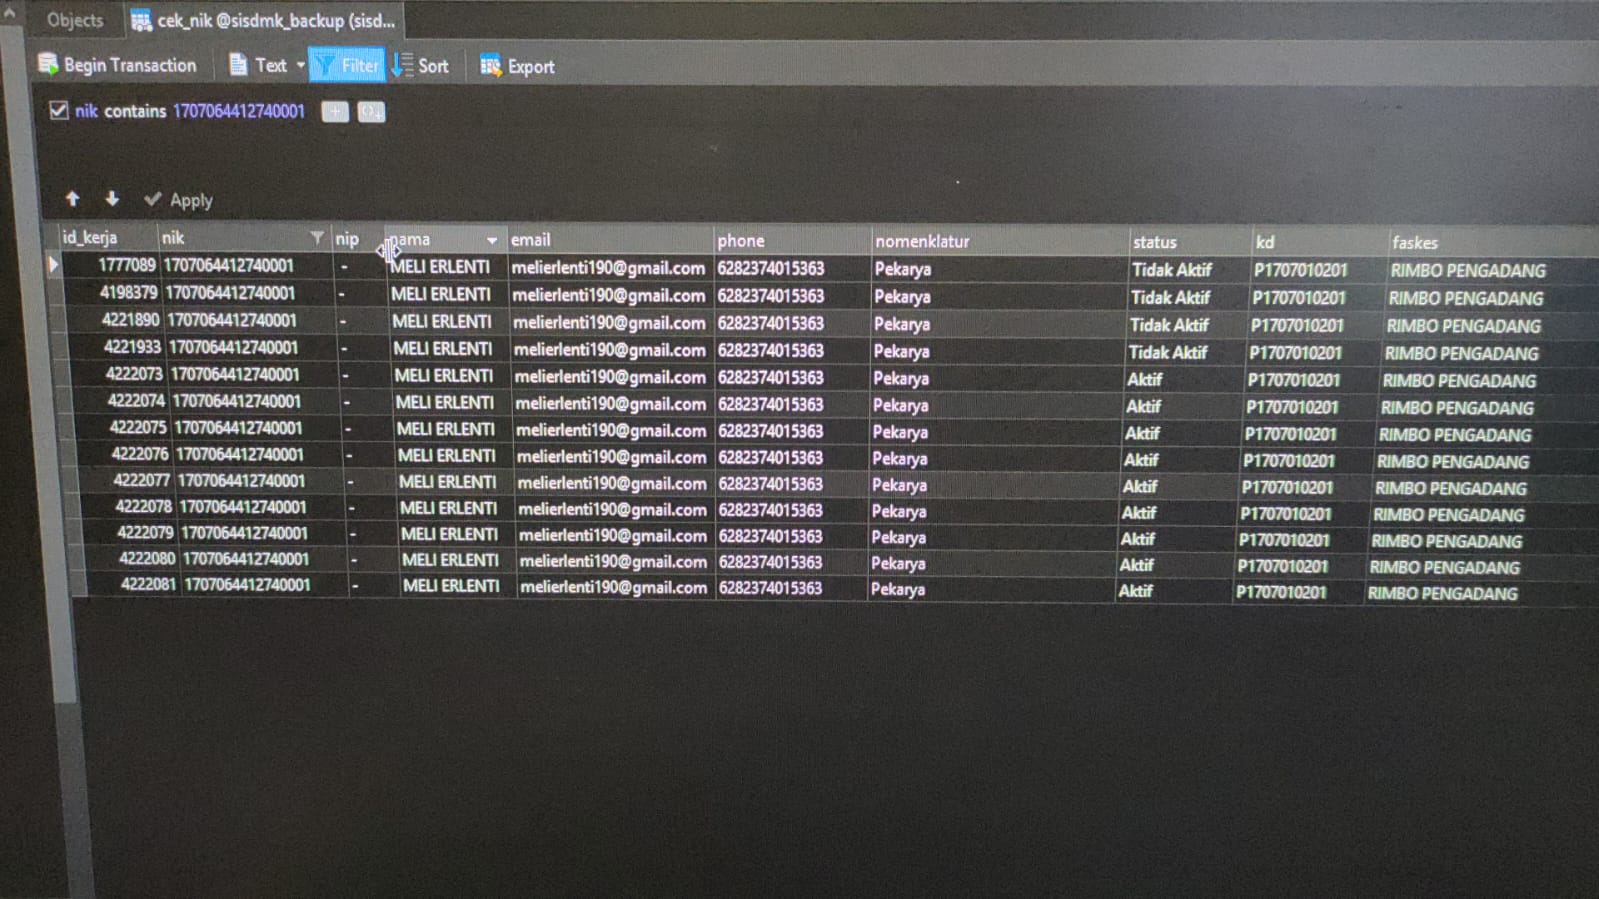 Objects cek_nik @sisdmk_backup (sisd...
Begin Transaction Text Filter Sort Export
nik contains 1707064412740001
Apply
id_kerja nik nip nama email phone nomenklatur status kd faskes
1777089 1707064412740001 - MELI ERLENTI melierlenti190@gmail.com 6282374015363 Pekarya Tidak Aktif P1707010201 RIMBO PENGADANG
4198379 1707064412740001 - MELI ERLENTI melierlenti190@gmail.com 6282374015363 Pekarya Tidak Aktif P1707010201 RIMBO PENGADANG
4221890 1707064412740001 - MELI ERLENTI melierlenti190@gmail.com 6282374015363 Pekarya Tidak Aktif P1707010201 RIMBO PENGADANG
4221933 1707064412740001 - MELI ERLENTI melierlenti190@gmail.com 6282374015363 Pekarya Tidak Aktif P1707010201 RIMBO PENGADANG
4222073 1707064412740001 - MELI ERLENTI melierlenti190@gmail.com 6282374015363 Pekarya Aktif P1707010201 RIMBO PENGADANG
4222074 1707064412740001 - MELI ERLENTI melierlenti190@gmail.com 6282374015363 Pekarya Aktif P1707010201 RIMBO PENGADANG
4222075 1707064412740001 - MELI ERLENTI melierlenti190@gmail.com 6282374015363 Pekarya Aktif P1707010201 RIMBO PENGADANG
4222076 1707064412740001 - MELI ERLENTI melierlenti190@gmail.com 6282374015363 Pekarya Aktif P1707010201 RIMBO PENGADANG
4222077 1707064412740001 - MELI ERLENTI melierlenti190@gmail.com 6282374015363 Pekarya Aktif P1707010201 RIMBO PENGADANG
4222078 1707064412740001 - MELI ERLENTI melierlenti190@gmail.com 6282374015363 Pekarya Aktif P1707010201 RIMBO PENGADANG
4222079 1707064412740001 - MELI ERLENTI melierlenti190@gmail.com 6282374015363 Pekarya Aktif P1707010201 RIMBO PENGADANG
4222080 1707064412740001 - MELI ERLENTI melierlenti190@gmail.com 6282374015363 Pekarya Aktif P1707010201 RIMBO PENGADANG
4222081 1707064412740001 - MELI ERLENTI melierlenti190@gmail.com 6282374015363 Pekarya Aktif P1707010201 RIMBO PENGADANG